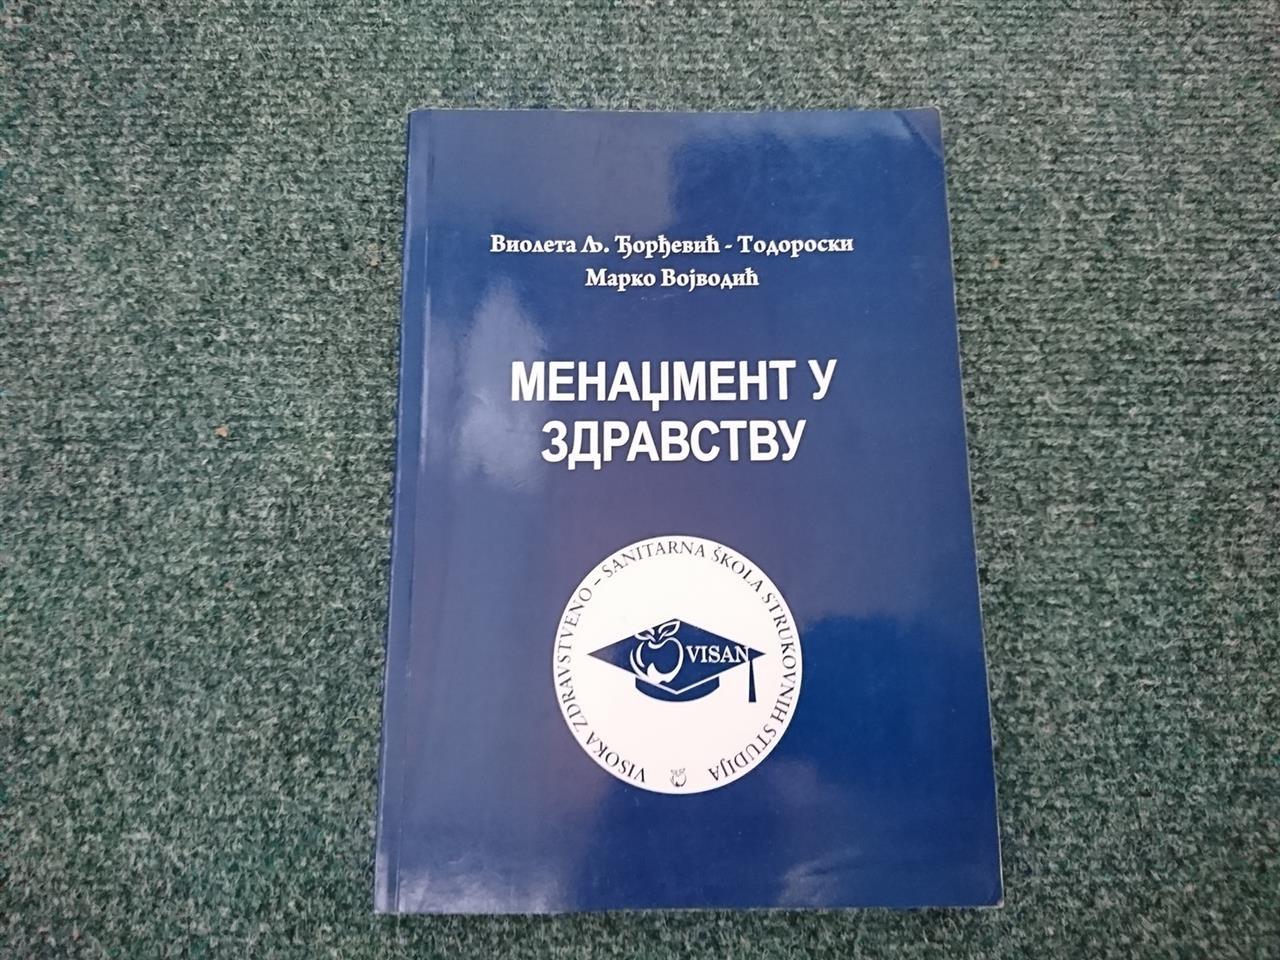 Виолета Љ. Ђорђевић - Тодороски
Марко Војводић
МЕНАЏМЕНТ У
ЗДРАВСТВУ
VISOKA ZDRAVSTVENO - SANITARNA ŠKOLA STRUKOVNIH STUDIJA
VISAN